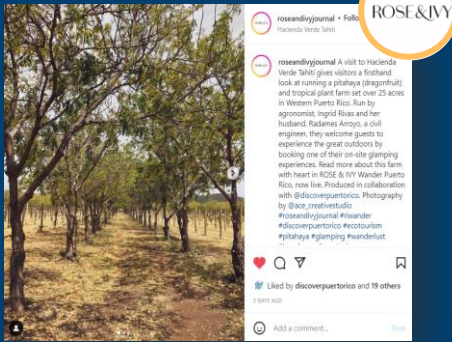 ROSE & IVY
roseandivyjournal • Follo
Hacienda Verde Tahiti
roseandivyjournal A visit to Hacienda
Verde Tahiti gives visitors a firsthand
look at running a pitahaya (dragonfruit)
and tropical plant farm set over 25 acres
in Western Puerto Rico. Run by
agronomist, Ingrid Rivas and her
husband, Radames Arroyo, a civil
engineer, they welcome guests to
experience the great outdoors by
booking one of their on-site glamping
experiences. Read more about this farm
with heart in ROSE & IVY Wander Puerto
Rico, now live. Produced in collaboration
with @discoverpuertorico. Photography
by @ace_creativestudio
#roseandivyjournal #riwander
#discoverpuertorico #ecotourism
#pitahaya #glamping #wanderlust
Liked by discoverpuertorico and 19 others
5 DAYS AGO
Add a comment...
Post